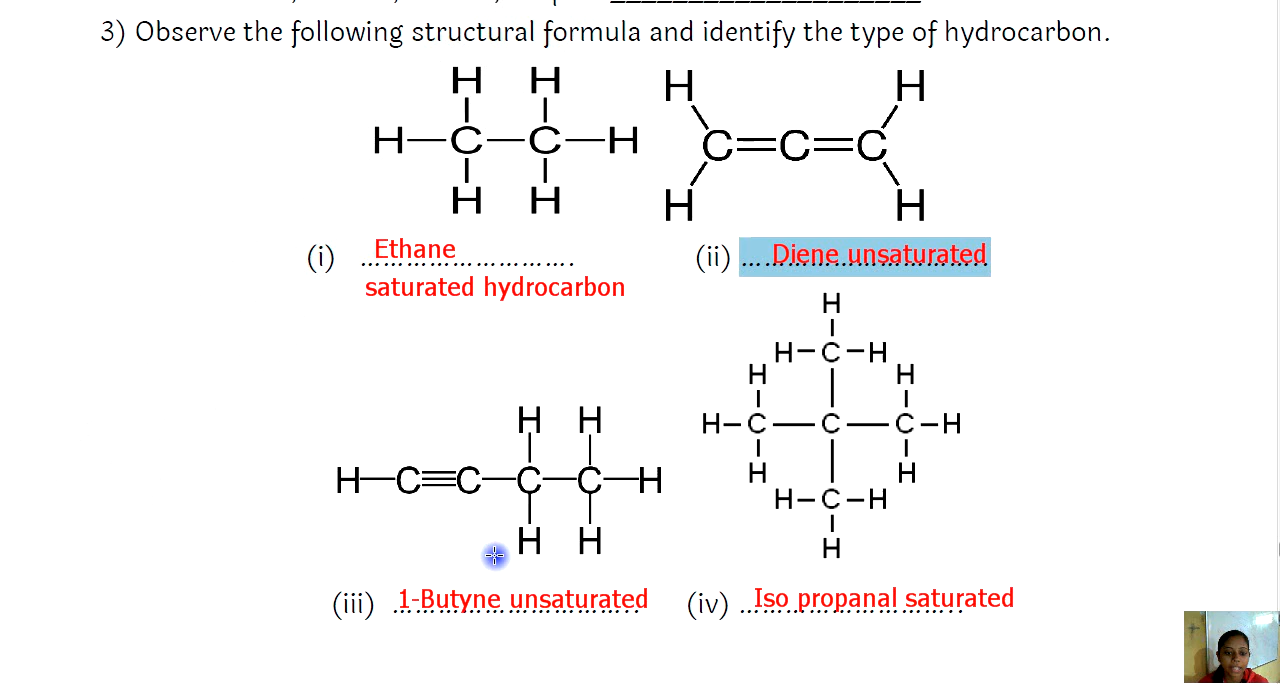 3) Observe the following structural formula and identify the type of hydrocarbon.
H H
H—C—C—H
H H
H H
C=C=C
H H
(i) Ethane
saturated hydrocarbon
(ii) Diene unsaturated
H H
H—C≡C—C—C—H
H H
H
H–C–H
H H
H–C—C—C–H
H H
H–C–H
H
(iii) 1-Butyne unsaturated
(iv) Iso propanal saturated